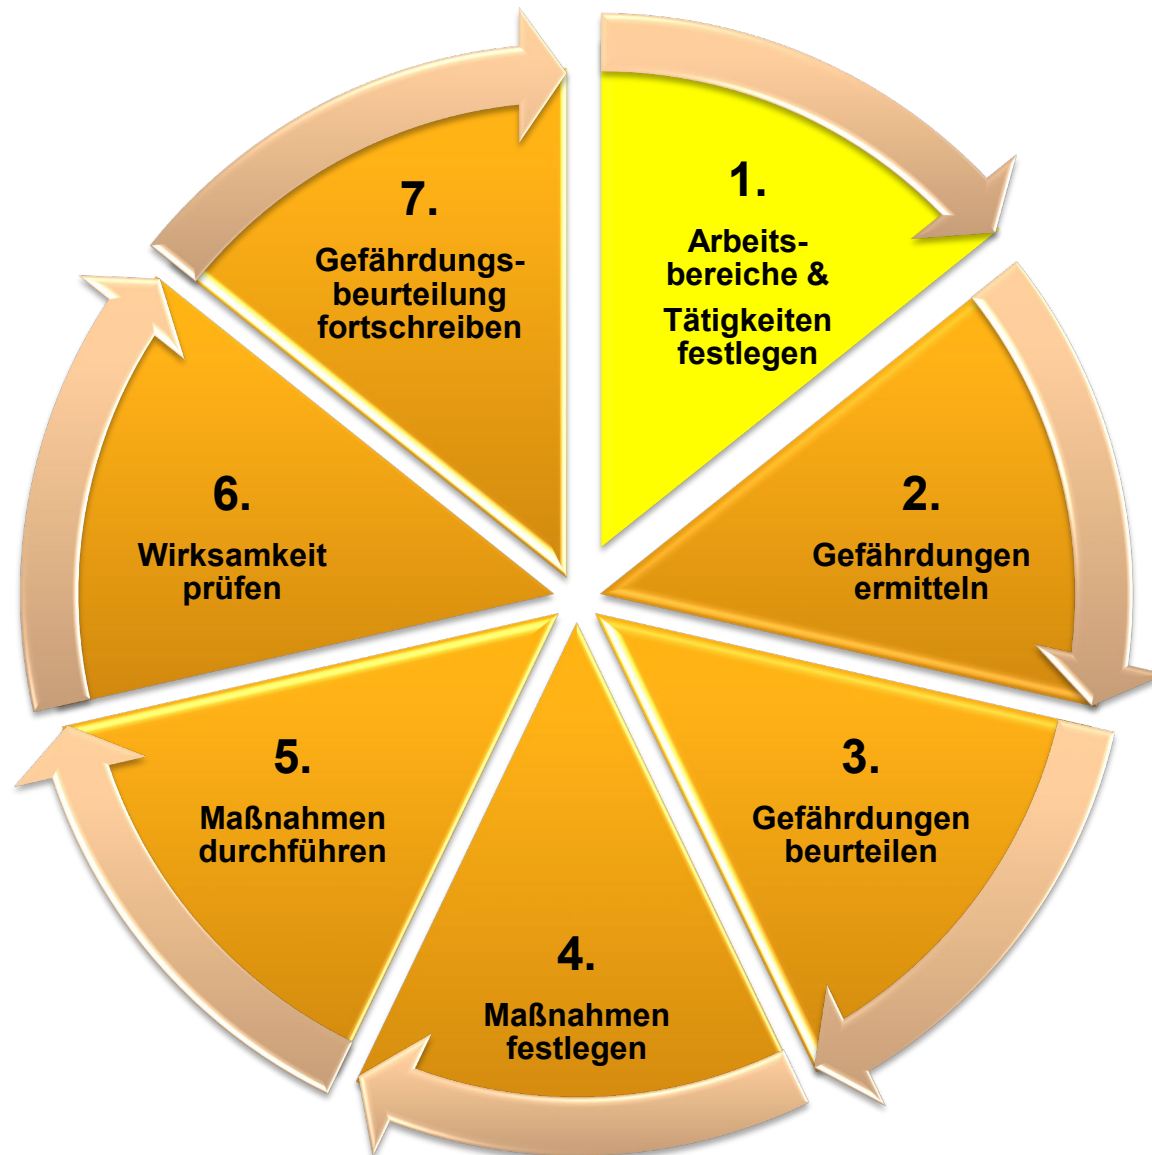 1.
Arbeits-
bereiche &
Tätigkeiten
festlegen
2.
Gefährdungen
ermitteln
3.
Gefährdungen
beurteilen
4.
Maßnahmen
festlegen
5.
Maßnahmen
durchführen
6.
Wirksamkeit
prüfen
7.
Gefährdungs-
beurteilung
fortschreiben